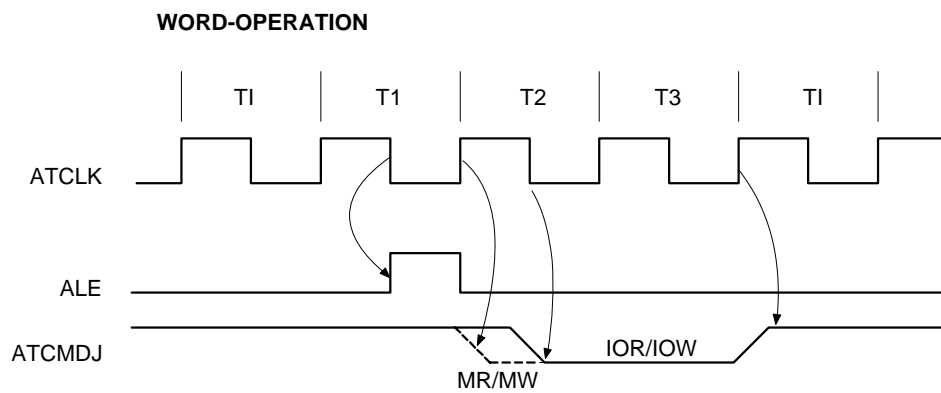 WORD-OPERATION
TI T1 T2 T3 TI
ATCLK
ALE
ATCMDJ
IOR/IOW
MR/MW